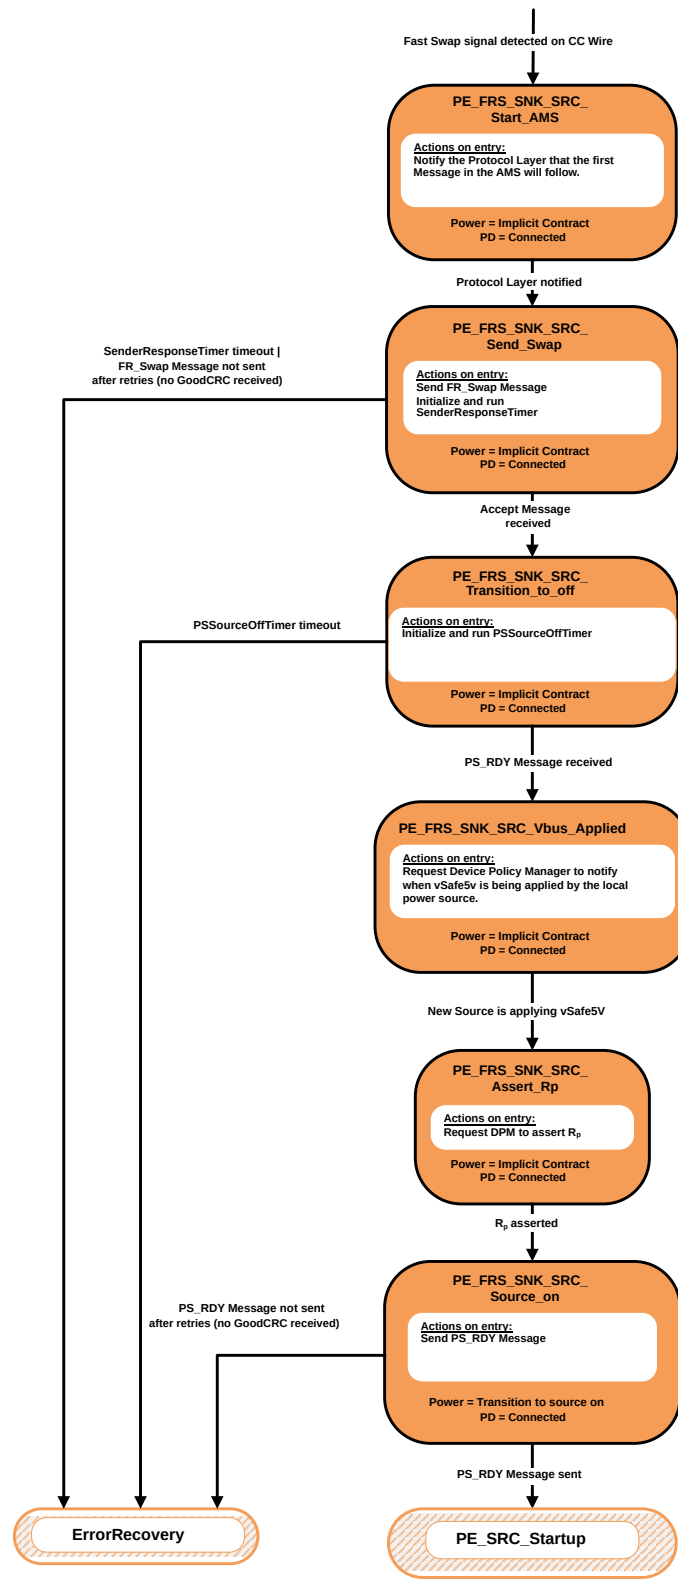 Fast Swap signal detected on CC Wire
PE_FRS_SNK_SRC_
Start_AMS
Actions on entry:
Notify the Protocol Layer that the first
Message in the AMS will follow.
Power = Implicit Contract
PD = Connected
Protocol Layer notified
PE_FRS_SNK_SRC_
Send_Swap
SenderResponseTimer timeout |
FR_Swap Message not sent
after retries (no GoodCRC received)
Actions on entry:
Send FR_Swap Message
Initialize and run
SenderResponseTimer
Power = Implicit Contract
PD = Connected
Accept Message
received
PE_FRS_SNK_SRC_
Transition_to_off
PSSourceOffTimer timeout
Actions on entry:
Initialize and run PSSourceOffTimer
Power = Implicit Contract
PD = Connected
PS_RDY Message received
PE_FRS_SNK_SRC_Vbus_Applied
Actions on entry:
Request Device Policy Manager to notify
when vSafe5v is being applied by the local
power source.
Power = Implicit Contract
PD = Connected
New Source is applying vSafe5V
PE_FRS_SNK_SRC_
Assert_Rp
Actions on entry:
Request DPM to assert Rp
Power = Implicit Contract
PD = Connected
Rp asserted
PE_FRS_SNK_SRC_
Source_on
PS_RDY Message not sent
after retries (no GoodCRC received)
Actions on entry:
Send PS_RDY Message
Power = Transition to source on
PD = Connected
PS_RDY Message sent
ErrorRecovery
PE_SRC_Startup